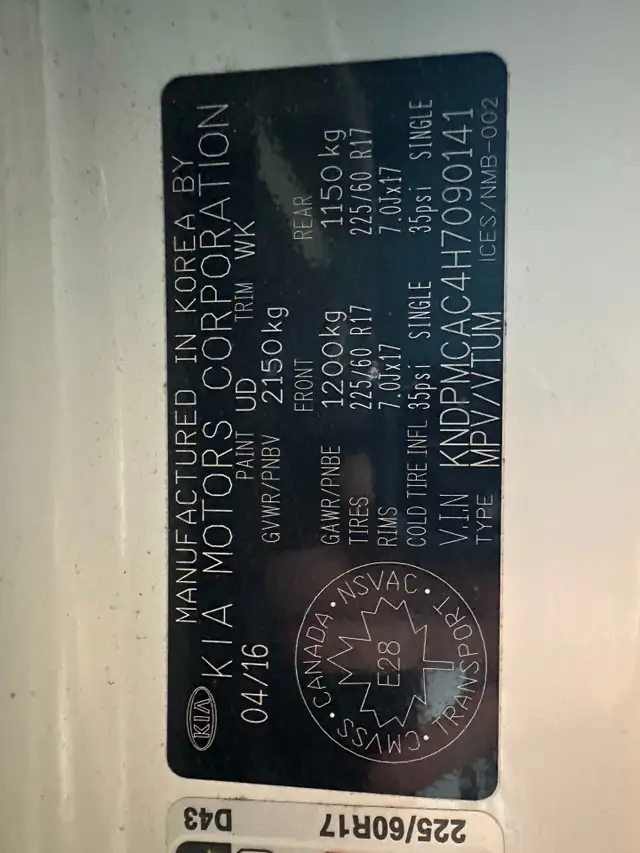 MANUFACTURED IN KOREA BY
KIA KIA MOTORS CORPORATION
04/16 PAINT UD TRIM WK
GVWR/PNBV 2150kg
FRONT REAR
GAWR/PNBE 1200kg 1150kg
TIRES 225/60 R17 225/60 R17
RIMS 7.0Jx17 7.0Jx17
COLD TIRE INFL 35psi SINGLE 35psi SINGLE
V.I.N KNDPMCAC4H7090141
TYPE MPV/VTUM ICES/NMB-002
CANADA · NSVAC · TRANSPORT · CMVSS ·
E28
225/60R17
D43